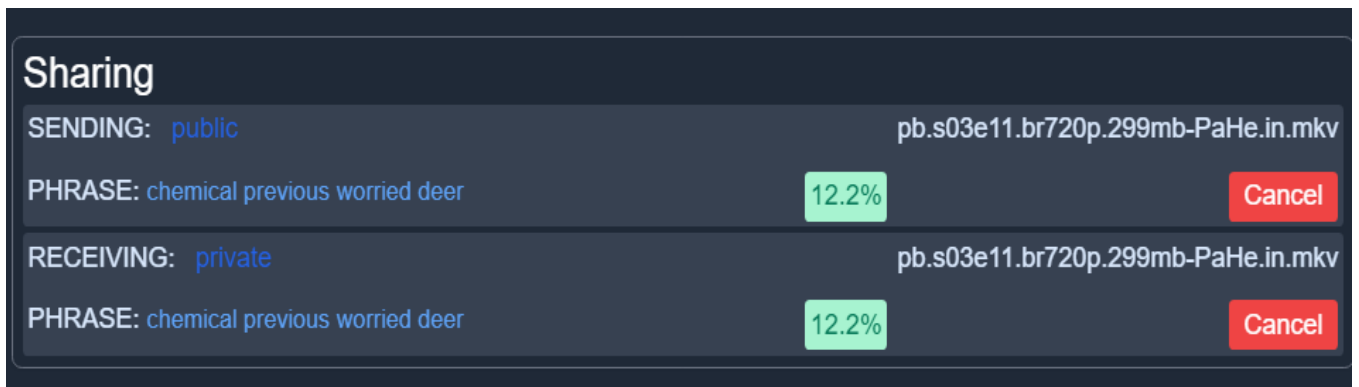 Sharing
SENDING: public pb.s03e11.br720p.299mb-PaHe.in.mkv
PHRASE: chemical previous worried deer 12.2% Cancel
RECEIVING: private pb.s03e11.br720p.299mb-PaHe.in.mkv
PHRASE: chemical previous worried deer 12.2% Cancel